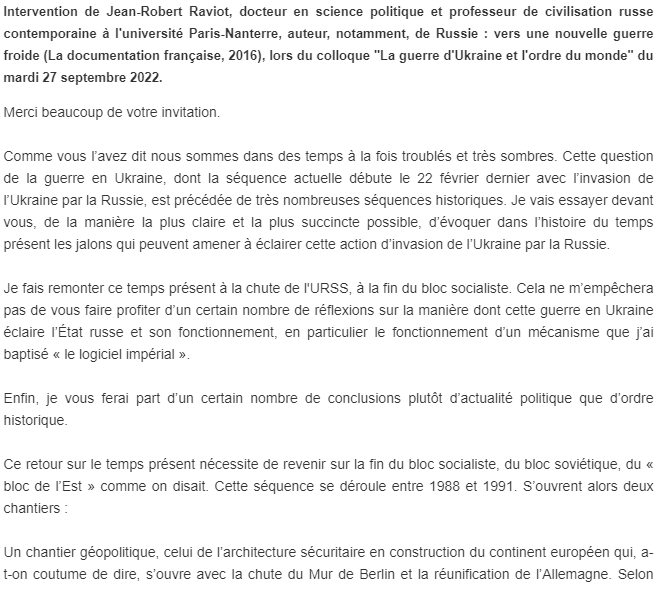 Intervention de Jean-Robert Raviot, docteur en science politique et professeur de civilisation russe
contemporaine à l'université Paris-Nanterre, auteur, notamment, de Russie : vers une nouvelle guerre
froide (La documentation française, 2016), lors du colloque "La guerre d'Ukraine et l'ordre du monde" du
mardi 27 septembre 2022.
Merci beaucoup de votre invitation.
Comme vous l’avez dit nous sommes dans des temps à la fois troublés et très sombres. Cette question
de la guerre en Ukraine, dont la séquence actuelle débute le 22 février dernier avec l’invasion de
l’Ukraine par la Russie, est précédée de très nombreuses séquences historiques. Je vais essayer devant
vous, de la manière la plus claire et la plus succincte possible, d’évoquer dans l’histoire du temps
présent les jalons qui peuvent amener à éclairer cette action d’invasion de l’Ukraine par la Russie.
Je fais remonter ce temps présent à la chute de l'URSS, à la fin du bloc socialiste. Cela ne m’empêchera
pas de vous faire profiter d’un certain nombre de réflexions sur la manière dont cette guerre en Ukraine
éclaire l’État russe et son fonctionnement, en particulier le fonctionnement d’un mécanisme que j’ai
baptisé « le logiciel impérial ».
Enfin, je vous ferai part d’un certain nombre de conclusions plutôt d’actualité politique que d’ordre
historique.
Ce retour sur le temps présent nécessite de revenir sur la fin du bloc socialiste, du bloc soviétique, du «
bloc de l’Est » comme on disait. Cette séquence se déroule entre 1988 et 1991. S’ouvrent alors deux
chantiers :
Un chantier géopolitique, celui de l’architecture sécuritaire en construction du continent européen qui, a-
t-on coutume de dire, s’ouvre avec la chute du Mur de Berlin et la réunification de l’Allemagne. Selon